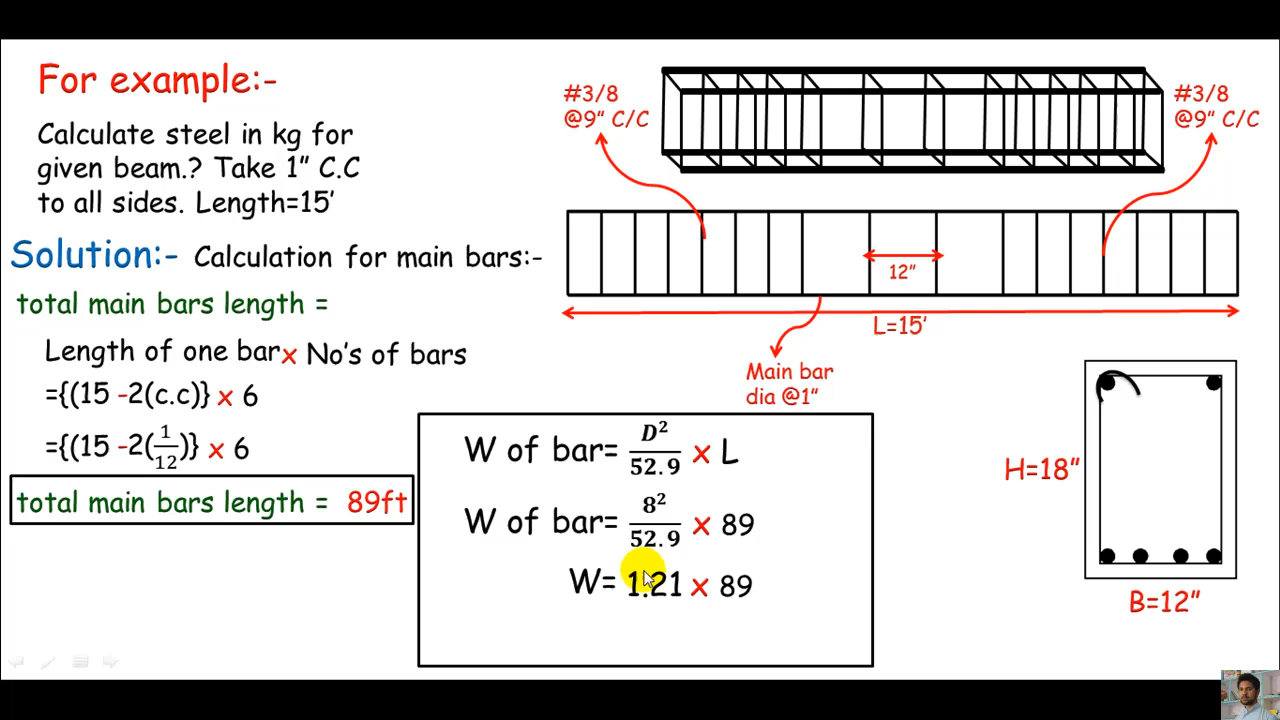 For example:-
Calculate steel in kg for
given beam.? Take 1" C.C
to all sides. Length=15'
Solution:- Calculation for main bars:-
total main bars length =
Length of one bar x No's of bars
={(15 -2(c.c)} x 6
={(15 -2(1/12)} x 6
total main bars length = 89ft
#3/8
@9" C/C
#3/8
@9" C/C
12"
L=15'
Main bar
dia @1"
W of bar= D²/52.9 x L
W of bar= 8²/52.9 x 89
W= 1.21 x 89
H=18"
B=12"